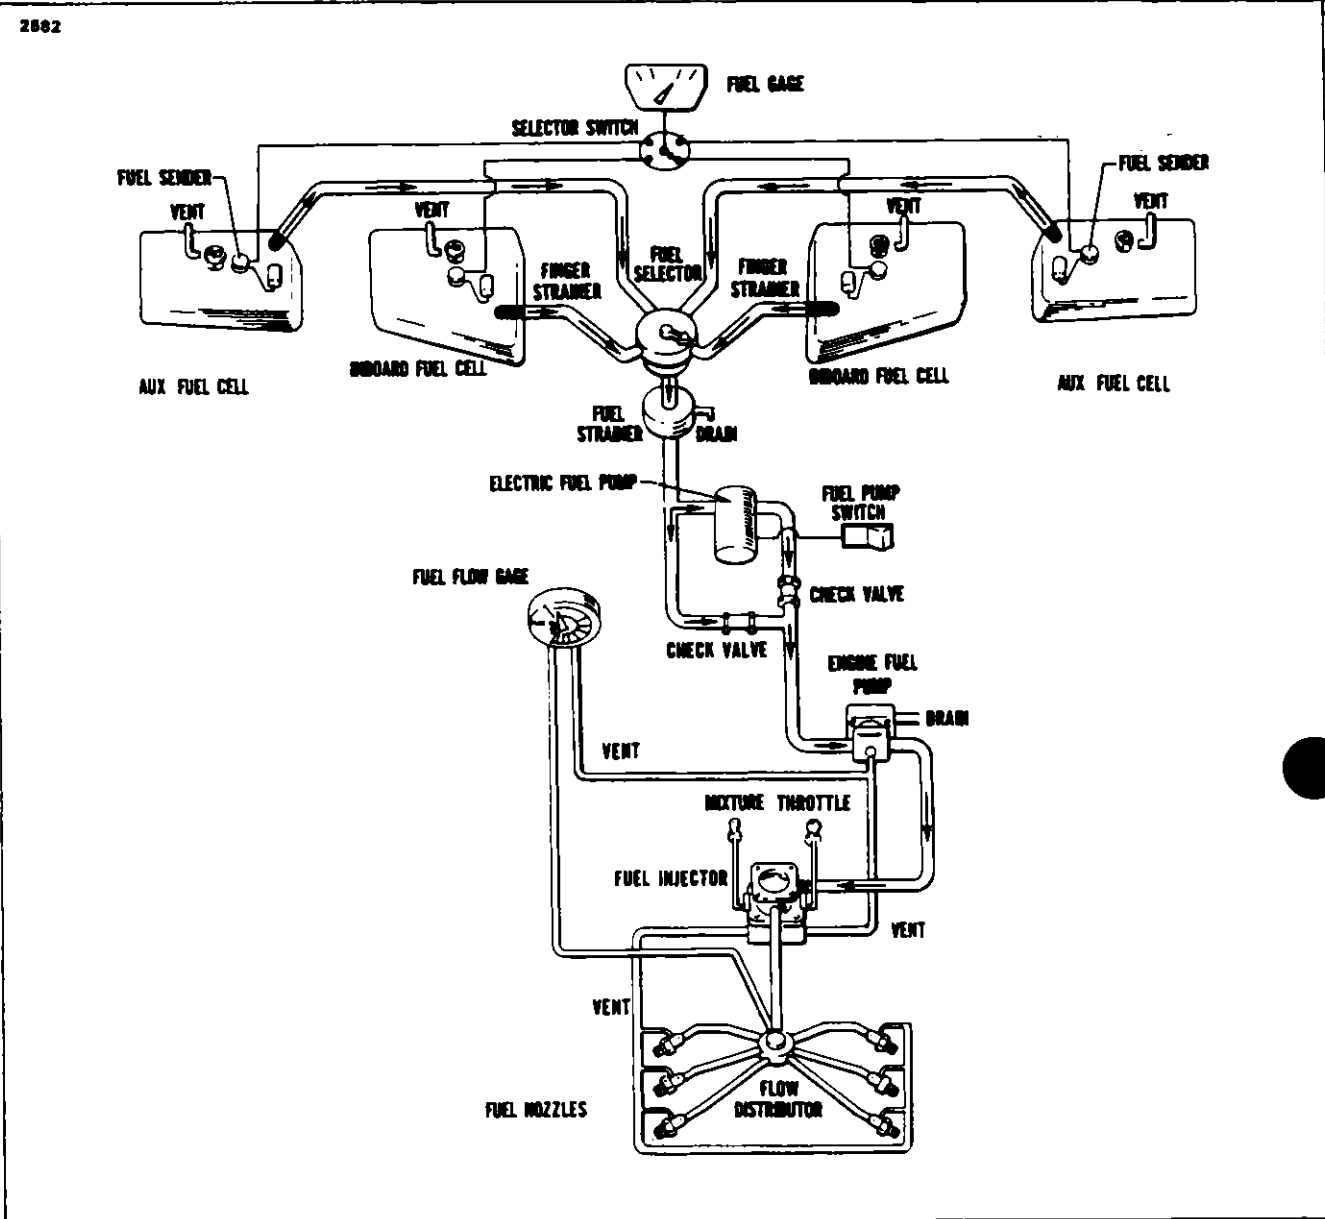 2682
FUEL GAGE
SELECTOR SWITCH
FUEL SENDER
FUEL SENDER
VENT
VENT
VENT
VENT
FUEL
SELECTOR
FINGER
STRAINER
FINGER
STRAINER
INBOARD FUEL CELL
INBOARD FUEL CELL
AUX FUEL CELL
AUX FUEL CELL
FUEL
STRAINER
DRAIN
ELECTRIC FUEL PUMP
FUEL PUMP
SWITCH
FUEL FLOW GAGE
CHECK VALVE
CHECK VALVE
ENGINE FUEL
PUMP
DRAIN
VENT
MIXTURE THROTTLE
FUEL INJECTOR
VENT
VENT
FLOW
DISTRIBUTOR
FUEL NOZZLES